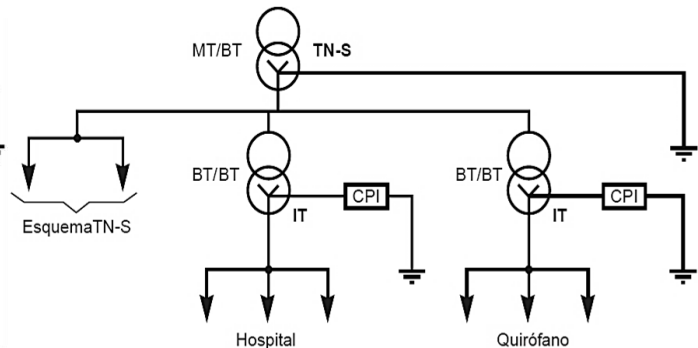 MT/BT
TN-S
BT/BT
CPI
IT
BT/BT
CPI
IT
EsquemaTN-S
Hospital
Quirófano